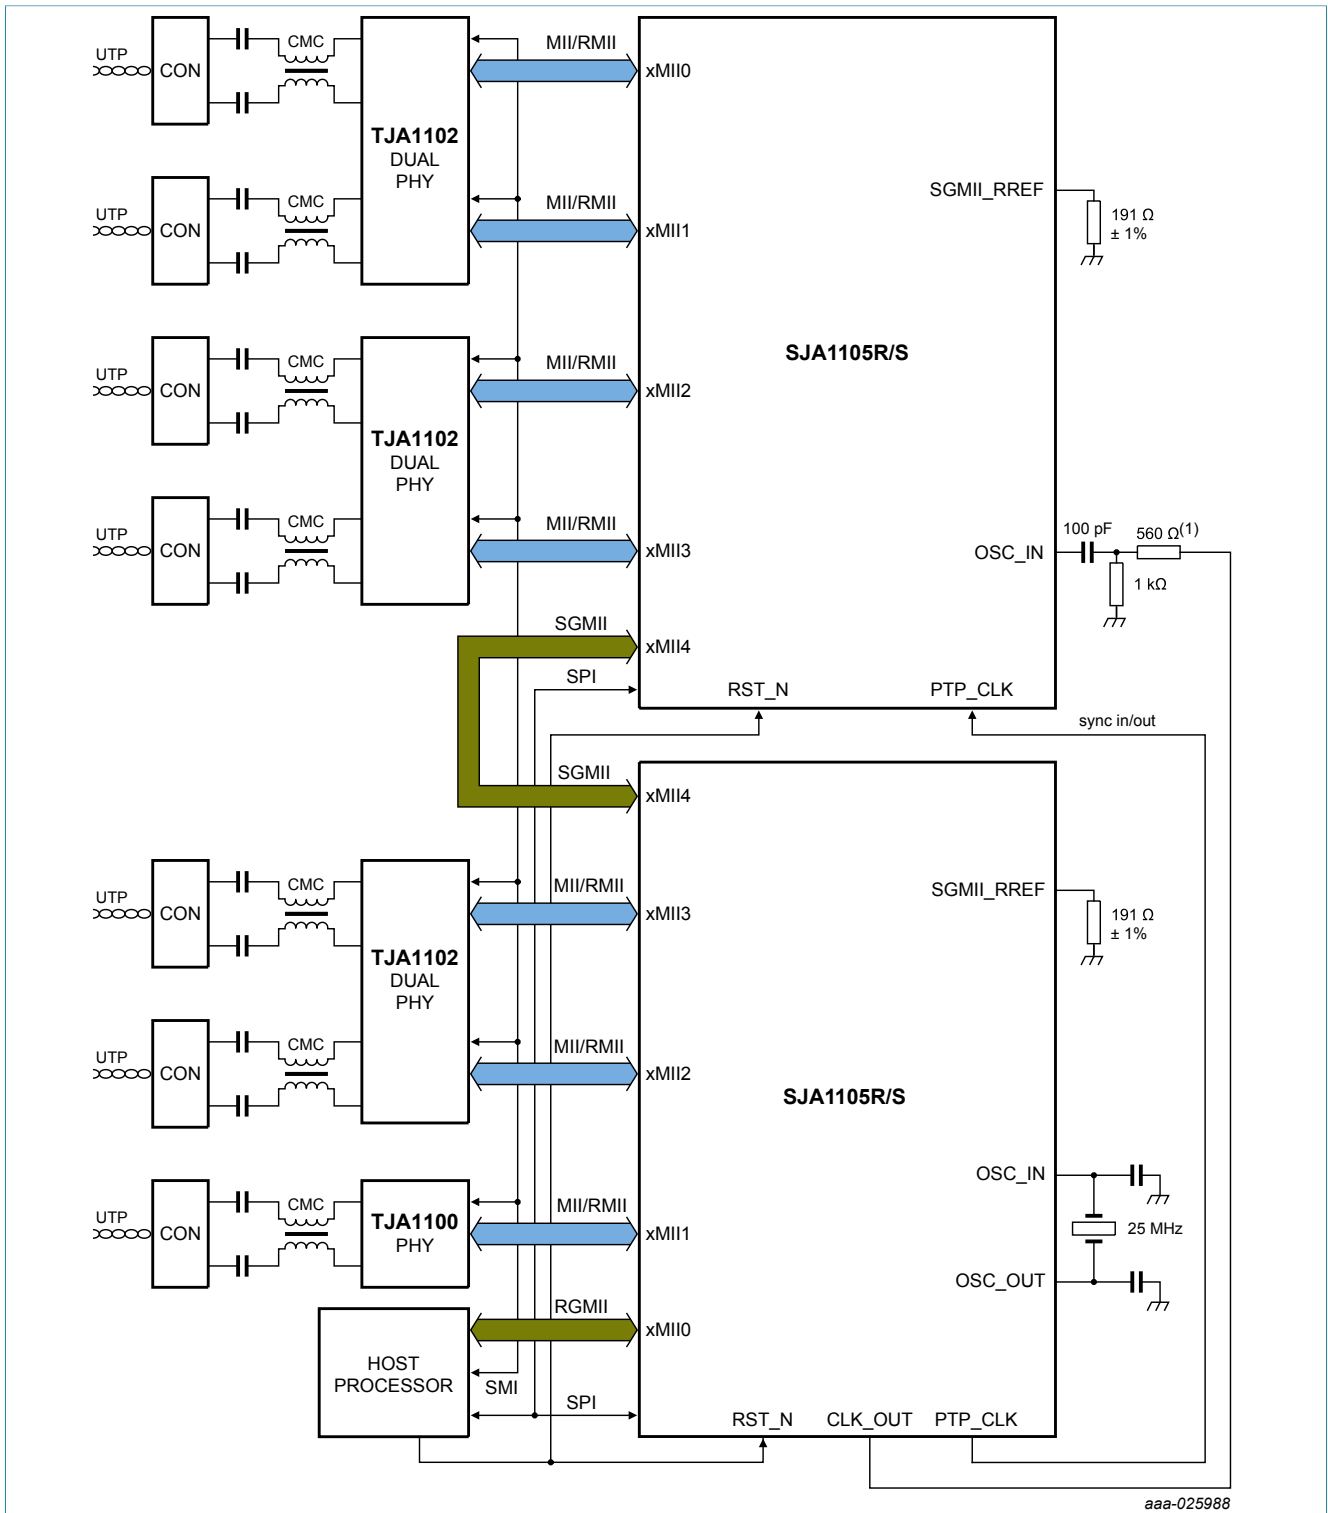 UTP
CON
CMC
TJA1102
DUAL
PHY
MII/RMII
xMII0
UTP
CON
CMC
MII/RMII
xMII1
SGMII_RREF
191 Ω
± 1%
SJA1105R/S
UTP
CON
CMC
TJA1102
DUAL
PHY
MII/RMII
xMII2
UTP
CON
CMC
MII/RMII
xMII3
OSC_IN
100 pF
560 Ω(1)
1 kΩ
SGMII
xMII4
SPI
RST_N
PTP_CLK
sync in/out
SGMII
xMII4
UTP
CON
CMC
TJA1102
DUAL
PHY
MII/RMII
xMII3
SGMII_RREF
191 Ω
± 1%
UTP
CON
CMC
MII/RMII
xMII2
SJA1105R/S
UTP
CON
CMC
TJA1100
PHY
MII/RMII
xMII1
OSC_IN
25 MHz
OSC_OUT
RGMII
xMII0
HOST
PROCESSOR
SMI
SPI
RST_N
CLK_OUT
PTP_CLK
aaa-025988